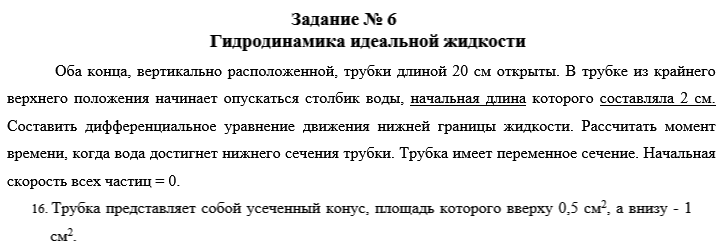 Задание № 6
Гидродинамика идеальной жидкости
Оба конца, вертикально расположенной, трубки длиной 20 см открыты. В трубке из крайнего
верхнего положения начинает опускаться столбик воды, начальная длина которого составляла 2 см.
Составить дифференциальное уравнение движения нижней границы жидкости. Рассчитать момент
времени, когда вода достигнет нижнего сечения трубки. Трубка имеет переменное сечение. Начальная
скорость всех частиц = 0.
16. Трубка представляет собой усеченный конус, площадь которого вверху 0,5 см², а внизу - 1
см².